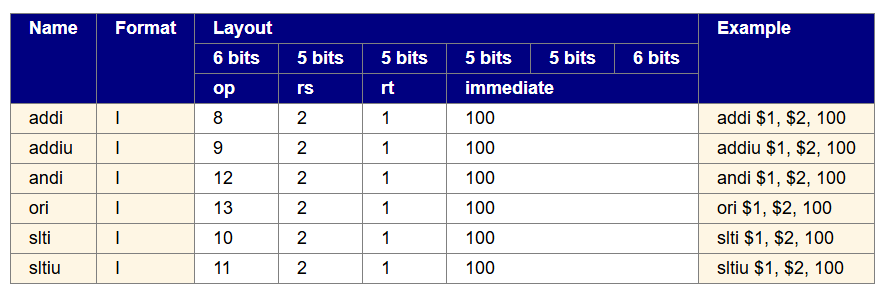 Name Format Layout Example
6 bits 5 bits 5 bits 5 bits 5 bits 6 bits
op rs rt immediate
addi I 8 2 1 100 addi $1, $2, 100
addiu I 9 2 1 100 addiu $1, $2, 100
andi I 12 2 1 100 andi $1, $2, 100
ori I 13 2 1 100 ori $1, $2, 100
slti I 10 2 1 100 slti $1, $2, 100
sltiu I 11 2 1 100 sltiu $1, $2, 100